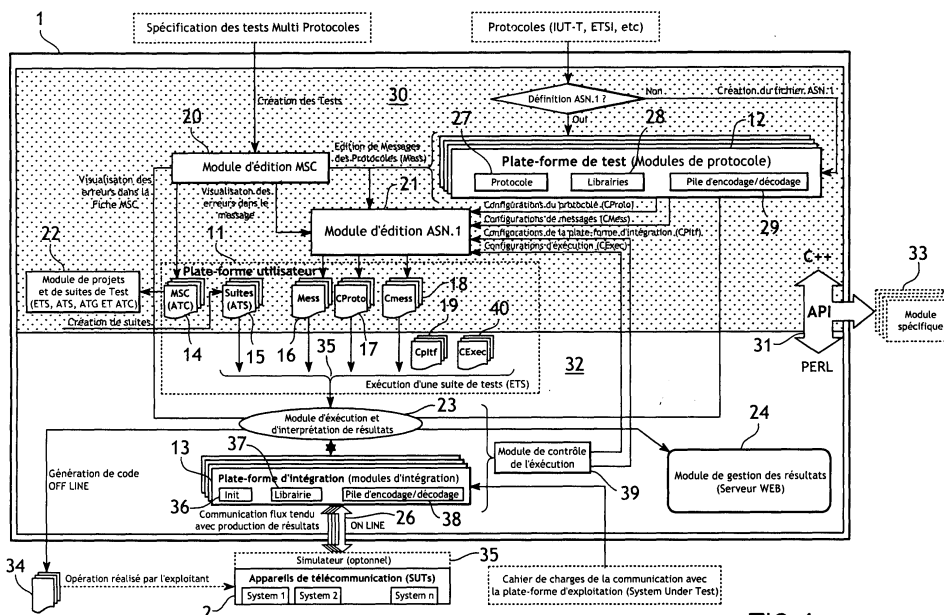 1
Spécification des tests Multi Protocoles
Protocoles (IUT-T, ETSI, etc)
Création des Tests
30
Définition ASN.1 ?
Non
Création du fichier ASN.1
Oui
20
Module d'édition MSC
Edition de Messages
des Protocoles (Mess)
27
28
12
Plate-forme de test (Modules de protocole)
Protocole
Librairies
Pile d'encodage/décodage
29
Visualisation des
erreurs dans la
Fiche MSC
Visualisaton des
erreurs dans le
message
21
Module d'édition ASN.1
Configuration du protocole (CProto)
Configurations de messages (CMess)
Configorations de la plate-forme d'intégration (CPItf)
Configurations d'éxécution (CExec)
22
Module de projets
et de suites de Test
(ETS, ATS, ATG ET ATC)
11
Plate-forme utilisateur
MSC
(ATC)
Suites
(ATS)
Mess
CProto
Cmess
18
19
40
CpItf
CExec
Création de suites
14
15
16
17
35
32
Exécution d'une suite de tests (ETS)
C++
API
31
PERL
33
Module
spécifique
23
Module d'éxécution et
d'interprétation de résultats
24
Module de gestion des résultats
(Serveur WEB)
Génération de code
OFF LINE
13
37
Plate-forme d'intégration (modules d'intégration)
Init
Librairie
Pile d'encodage/décodage
36
38
Module de contrôle
de l'éxécution
39
Communication flux tendu
avec production de résultats
26
ON LINE
35
Simulateur (optonnel)
34
Opération réalisé par l'exploitant
Appareils de télécommunication (SUTs)
System 1
System 2
System n
2
Cahier de charges de la communication avec
la plate-forme d'exploitation (System Under Test)